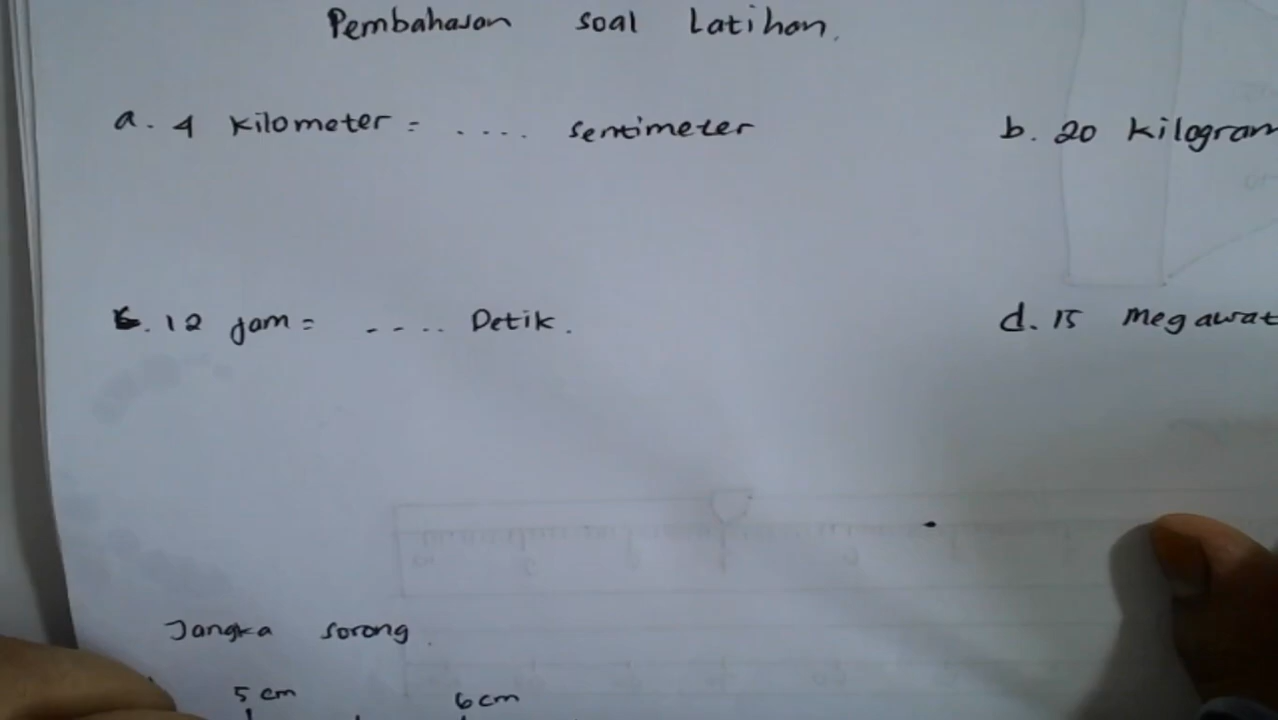 Pembahasan soal Latihan.
a. 4 Kilometer = .... sentimeter
b. 20 Kilogram
c. 12 jam = .... Detik.
d. 15 Megawat
Jangka sorong.
5 cm 6 cm